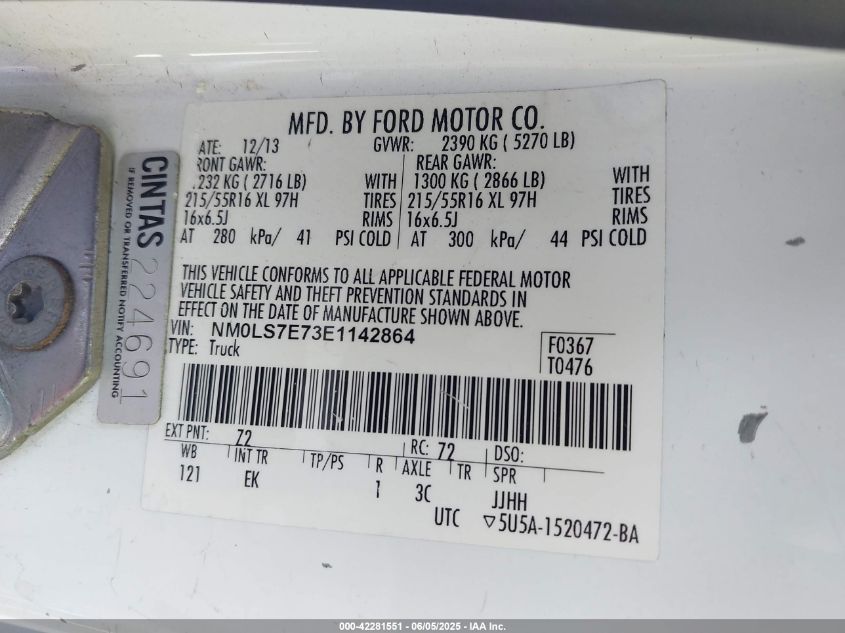 MFD. BY FORD MOTOR CO.
ATE: 12/13 GVWR: 2390 KG ( 5270 LB)
RONT GAWR: REAR GAWR:
232 KG ( 2716 LB) WITH 1300 KG ( 2866 LB) WITH
215/55R16 XL 97H TIRES 215/55R16 XL 97H TIRES
16x6.5J RIMS 16x6.5J RIMS
AT 280 kPa/ 41 PSI COLD AT 300 kPa/ 44 PSI COLD
THIS VEHICLE CONFORMS TO ALL APPLICABLE FEDERAL MOTOR
VEHICLE SAFETY AND THEFT PREVENTION STANDARDS IN
EFFECT ON THE DATE OF MANUFACTURE SHOWN ABOVE.
VIN: NM0LS7E73E1142864
TYPE: Truck
F0367
T0476
EXT PNT: 72 RC: 72 DSO:
WB INT TR TP/PS R AXLE TR SPR
121 EK 1 3C JJHH
UTC ▽5U5A-1520472-BA
CINTAS
IF REMOVED OR TRANSFERRED NOTIFY ACCOUNTING
224691
000-42281551 - 06/05/2025 - IAA Inc.